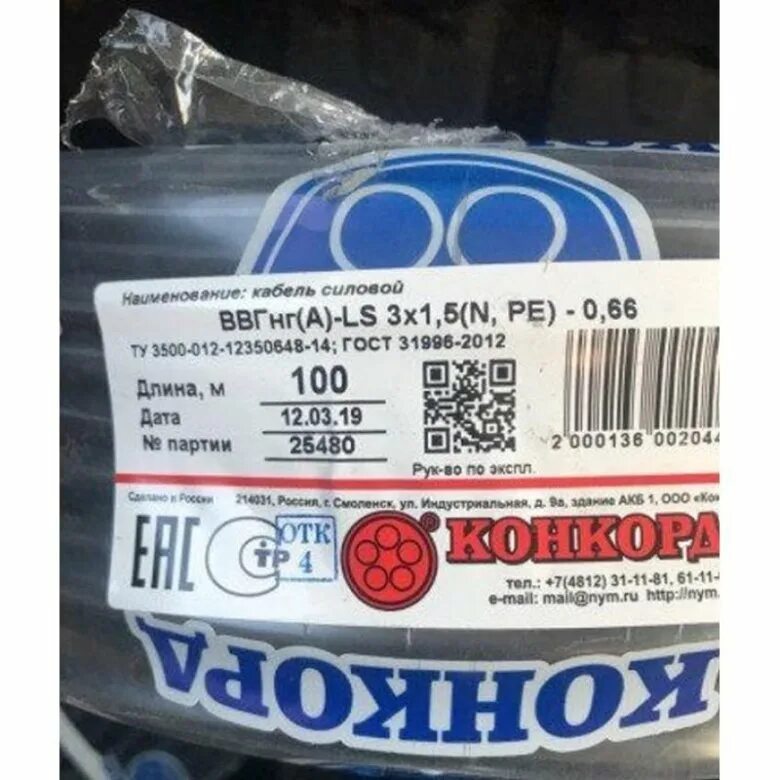 Наименование: кабель силовой
ВВГнг(А)-LS 3х1,5(N, PE) - 0,66
ТУ 3500-012-12350648-14; ГОСТ 31996-2012
Длина, м 100
Дата 12.03.19
№ партии 25480
2 000136 00204
Рук-во по экспл.
Сделано в России
214031, Россия, г. Смоленск, ул. Индустриальная, д. 9а, здание АКБ 1, ООО «Кон
ЕАС
ТР
ОТК
4
® КОНКОРД
тел.: +7(4812) 31-11-81, 61-11-
e-mail: mail@nym.ru http://nym.
КОНКОРД